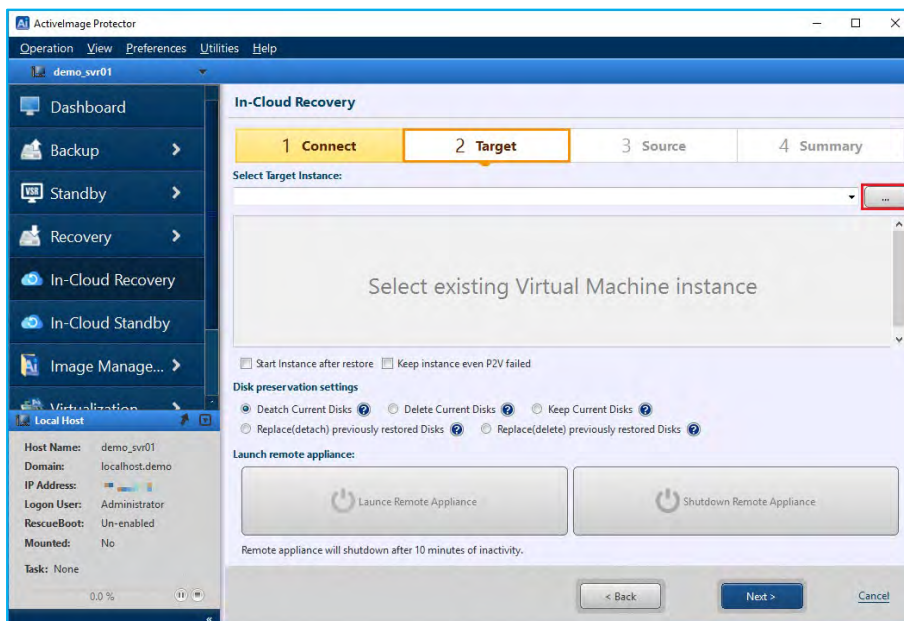 Ai ActiveImage Protector
Operation View Preferences Utilities Help
demo_svr01
Dashboard
Backup
VSR Standby
Recovery
In-Cloud Recovery
In-Cloud Standby
Ai Image Manage...
Virtualization
Local Host
Host Name: demo_svr01
Domain: localhost.demo
IP Address:
Logon User: Administrator
RescueBoot: Un-enabled
Mounted: No
Task: None
0.0 %
In-Cloud Recovery
1 Connect 2 Target 3 Source 4 Summary
Select Target Instance:
...
Select existing Virtual Machine instance
Start Instance after restore Keep instance even P2V failed
Disk preservation settings
Deatch Current Disks ? Delete Current Disks ? Keep Current Disks ?
Replace(detach) previously restored Disks ? Replace(delete) previously restored Disks ?
Launch remote appliance:
Launce Remote Appliance Shutdown Remote Appliance
Remote appliance will shutdown after 10 minutes of inactivity.
< Back Next > Cancel